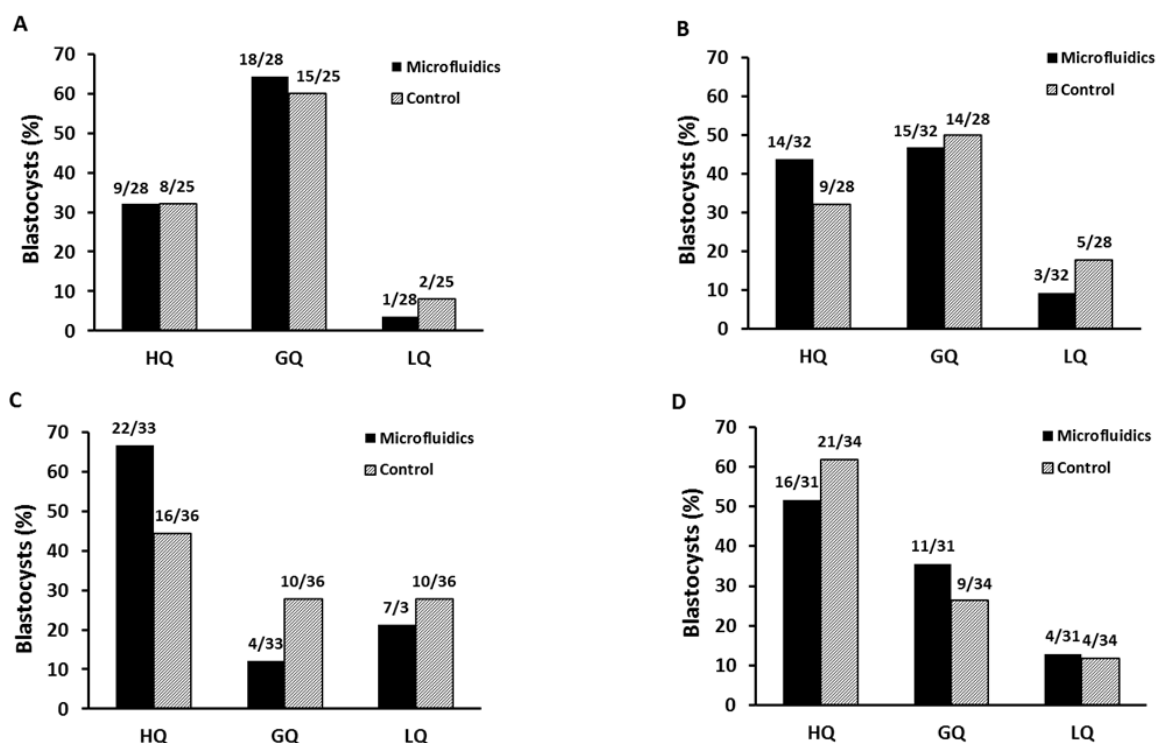 A
Blastocysts (%)
70
60
50
40
30
20
10
0
9/28 8/25
18/28 15/25
1/28 2/25
HQ GQ LQ
Microfluidics
Control
B
Blastocysts (%)
70
60
50
40
30
20
10
0
14/32 9/28
15/32 14/28
3/32 5/28
HQ GQ LQ
Microfluidics
Control
C
Blastocysts (%)
70
60
50
40
30
20
10
0
22/33 16/36
4/33 10/36
7/3 10/36
HQ GQ LQ
Microfluidics
Control
D
Blastocysts (%)
70
60
50
40
30
20
10
0
16/31 21/34
11/31 9/34
4/31 4/34
HQ GQ LQ
Microfluidics
Control